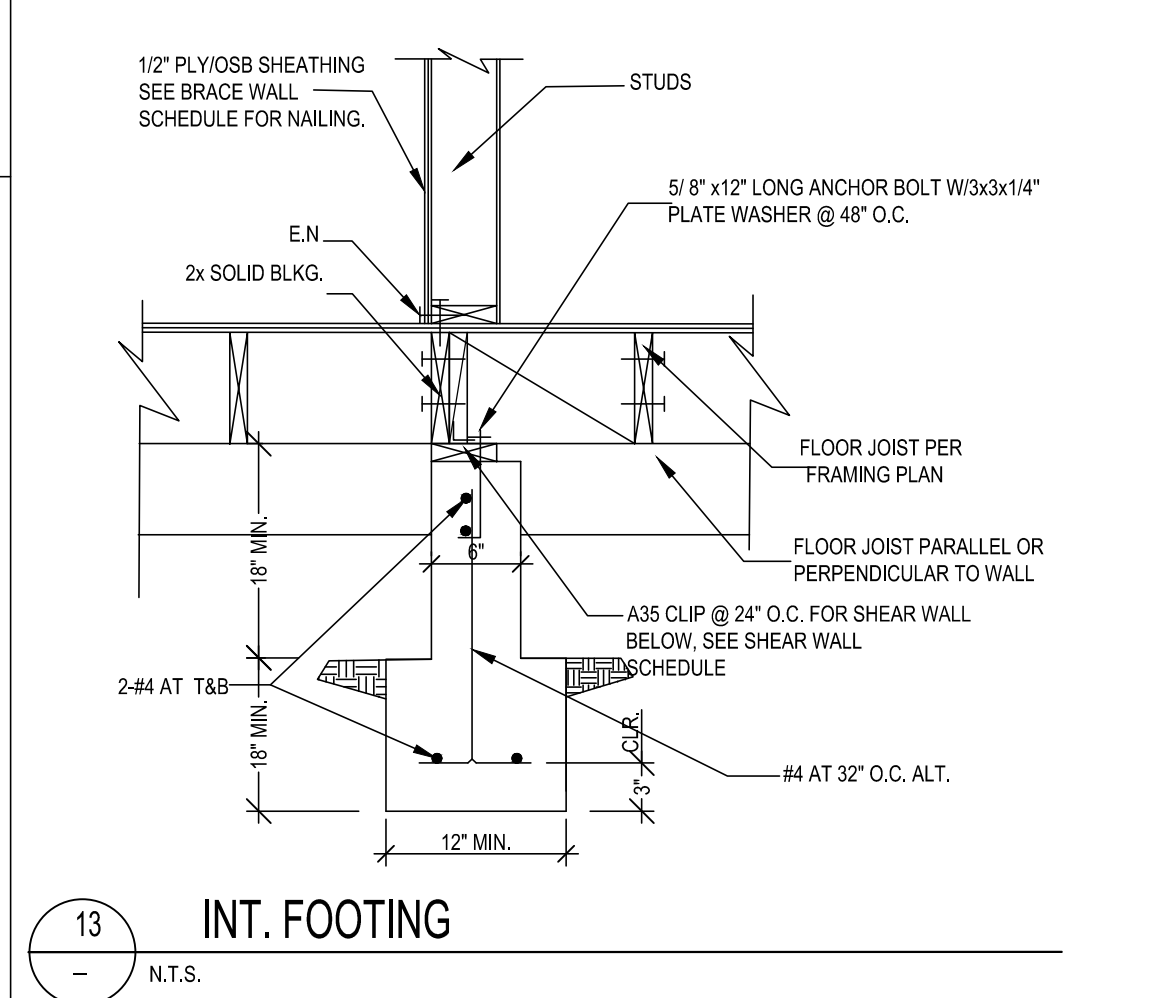 1/2" PLY/OSB SHEATHING
SEE BRACE WALL
SCHEDULE FOR NAILING.
STUDS
5/ 8" x12" LONG ANCHOR BOLT W/3x3x1/4"
PLATE WASHER @ 48" O.C.
E.N
2x SOLID BLKG.
FLOOR JOIST PER
FRAMING PLAN
18" MIN.
6"
FLOOR JOIST PARALLEL OR
PERPENDICULAR TO WALL
A35 CLIP @ 24" O.C. FOR SHEAR WALL
BELOW, SEE SHEAR WALL
SCHEDULE
2-#4 AT T&B
18" MIN.
3" CLR.
#4 AT 32" O.C. ALT.
12" MIN.
13
INT. FOOTING
–
N.T.S.